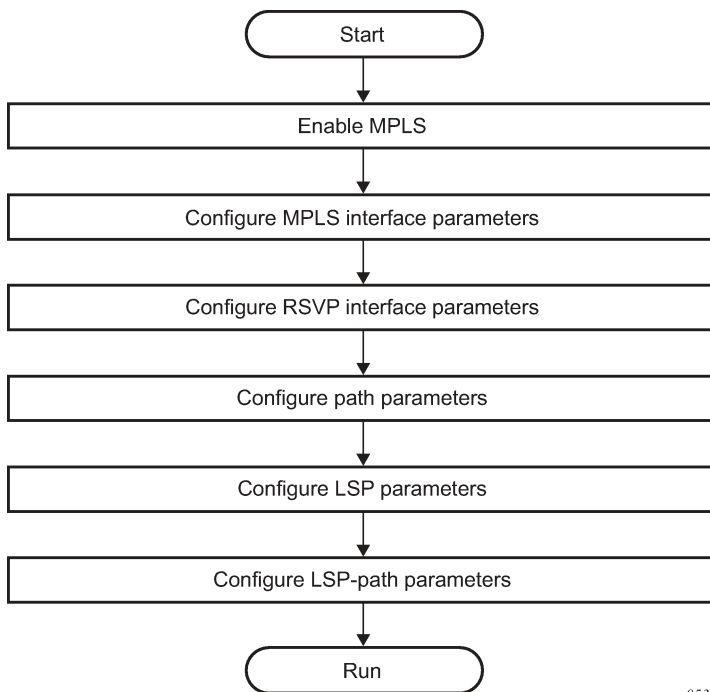 Start
Enable MPLS
Configure MPLS interface parameters
Configure RSVP interface parameters
Configure path parameters
Configure LSP parameters
Configure LSP-path parameters
Run